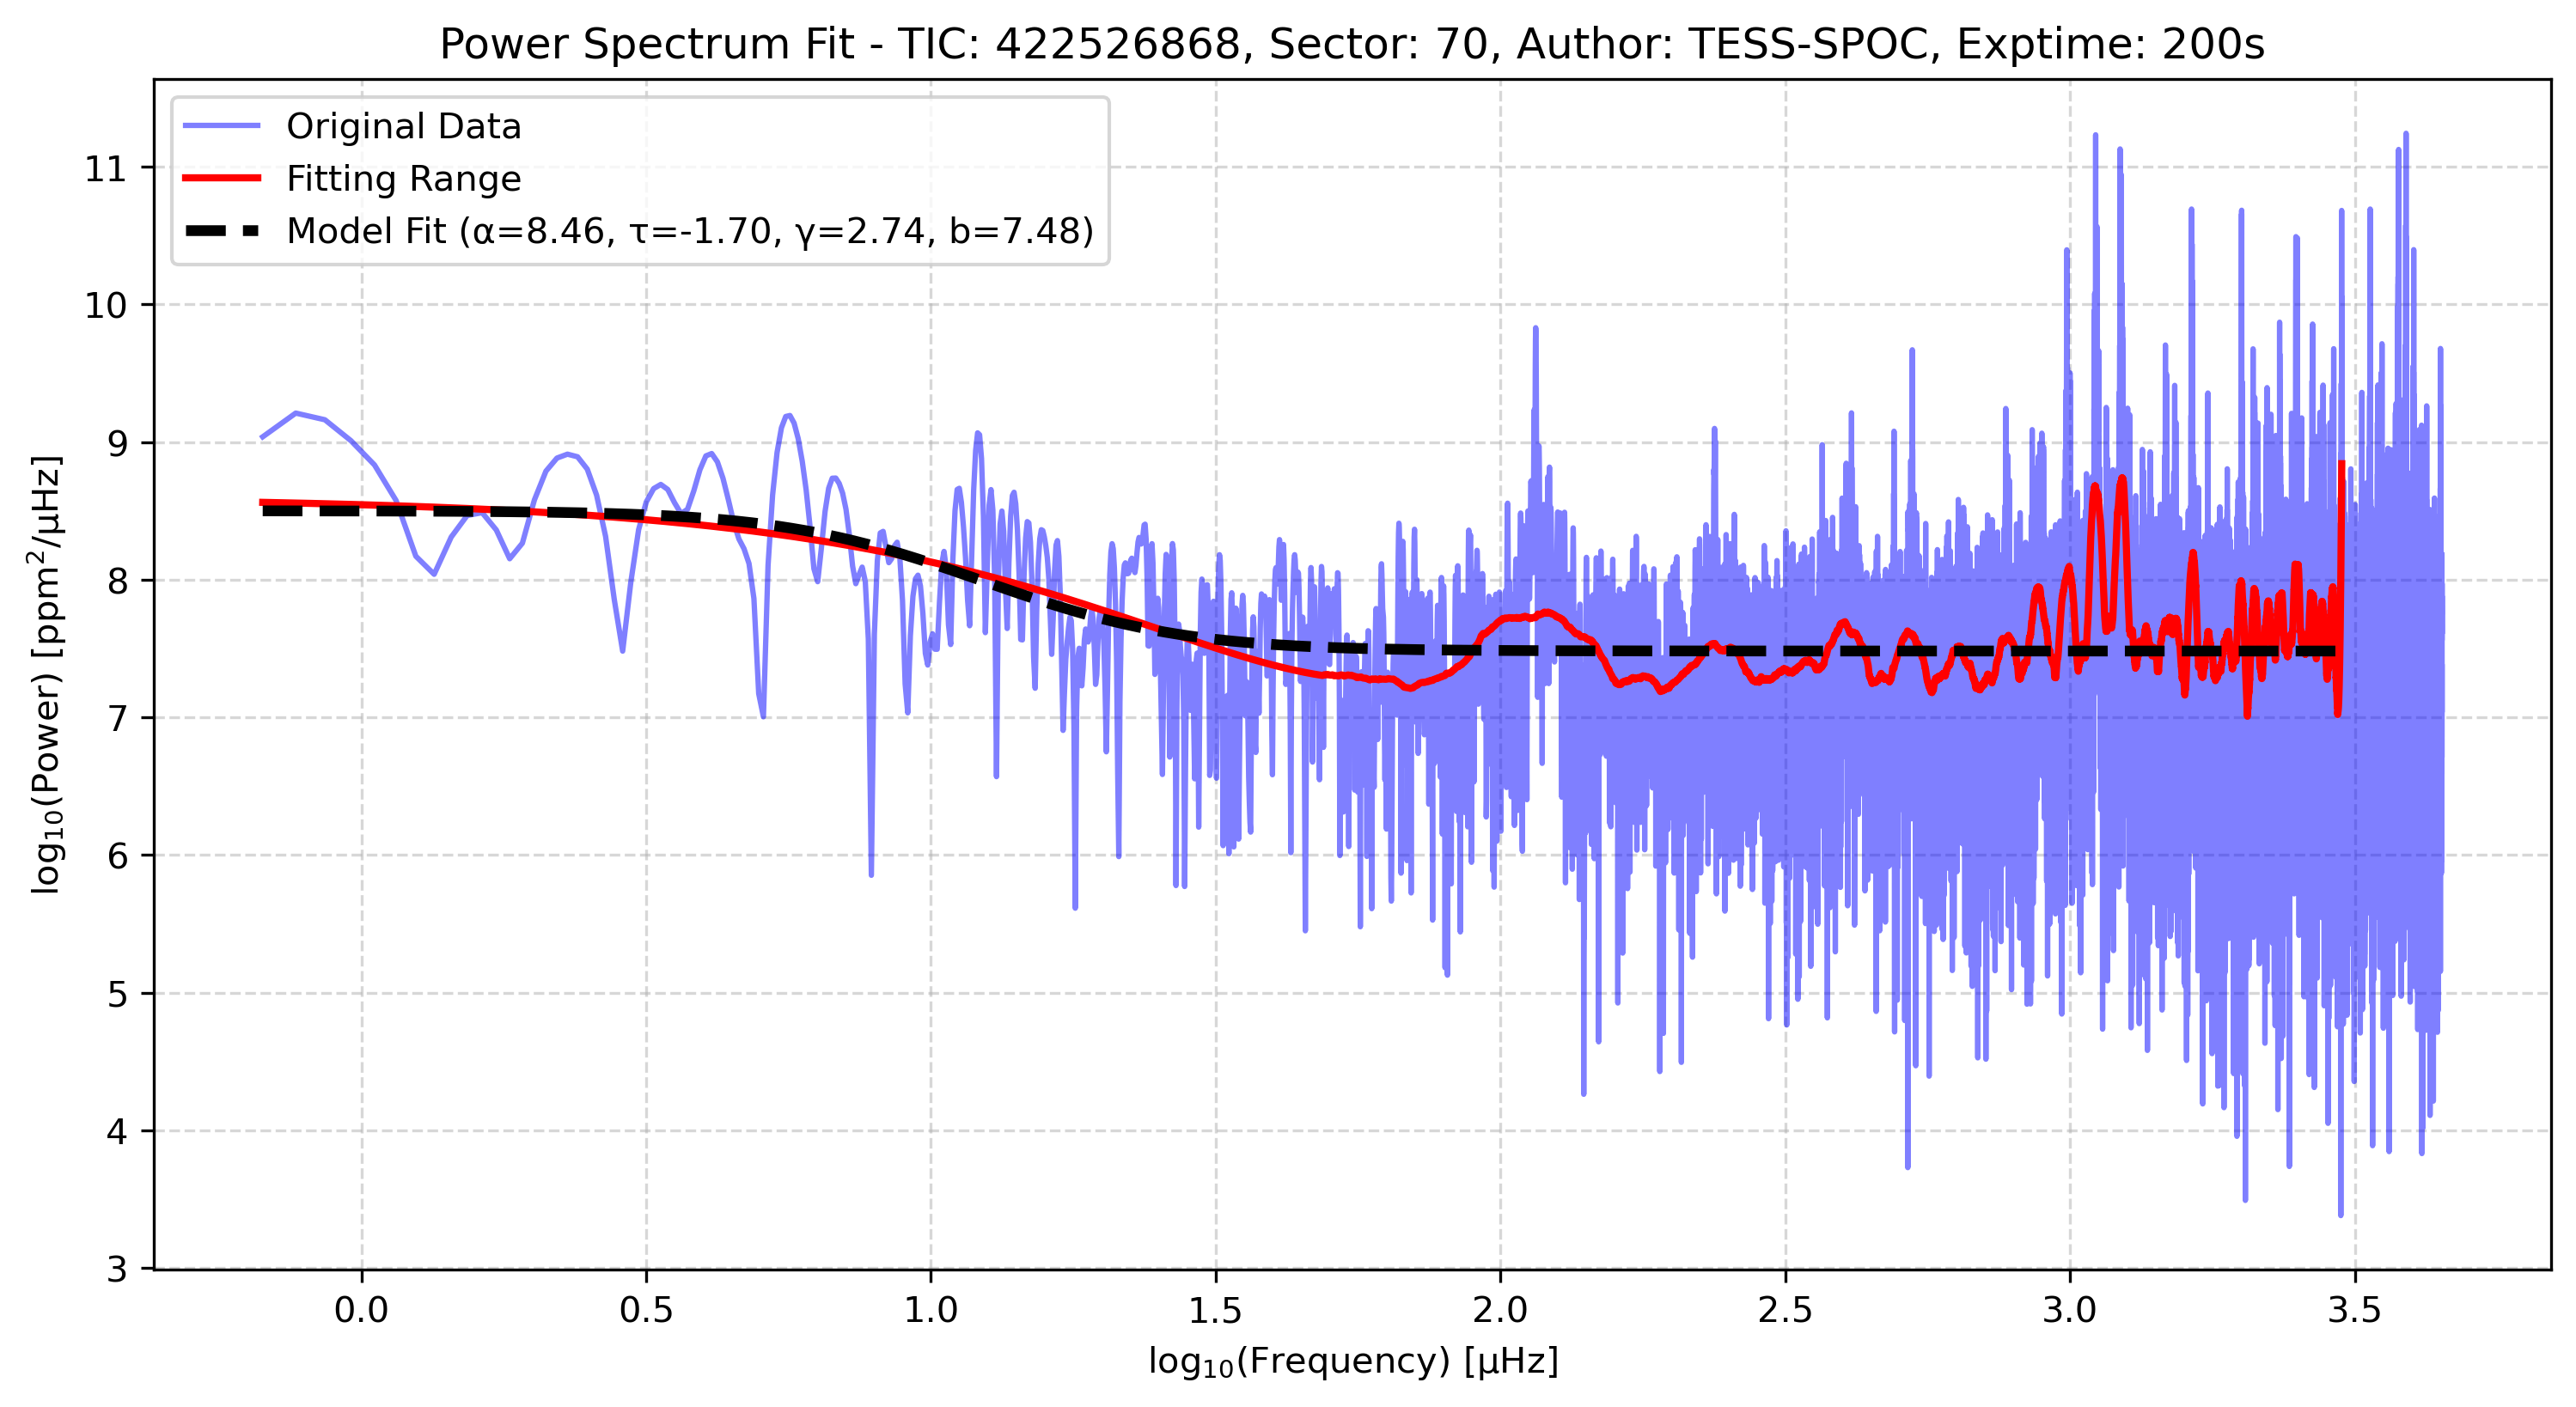 Power Spectrum Fit - TIC: 422526868, Sector: 70, Author: TESS-SPOC, Exptime: 200s
Original Data
Fitting Range
Model Fit (α=8.46, τ=-1.70, γ=2.74, b=7.48)
11
10
9
8
7
6
5
4
3
log₁₀(Power) [ppm²/μHz]
0.0 0.5 1.0 1.5 2.0 2.5 3.0 3.5
log₁₀(Frequency) [μHz]